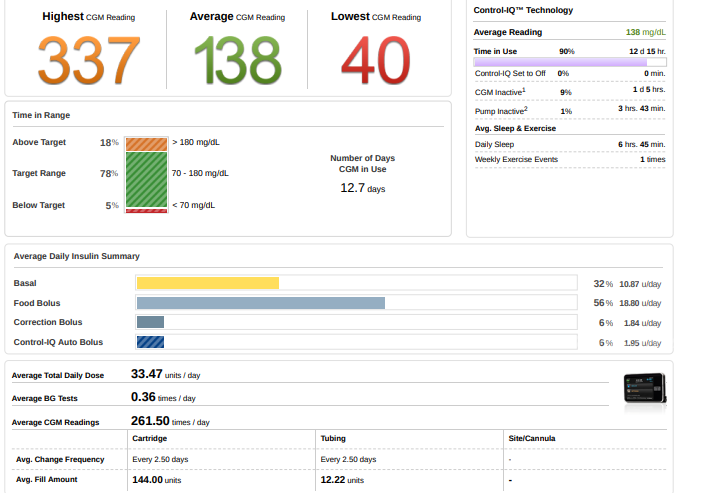 Highest CGM Reading
337
Average CGM Reading
138
Lowest CGM Reading
40
Control-IQ™ Technology
Average Reading 138 mg/dL
Time in Use 90% 12 d 15 hr.
Control-IQ Set to Off 0% 0 min.
CGM Inactive1 9% 1 d 5 hrs.
Pump Inactive2 1% 3 hrs. 43 min.
Avg. Sleep & Exercise
Daily Sleep 6 hrs. 45 min.
Weekly Exercise Events 1 times
Time in Range
Above Target 18% > 180 mg/dL
Target Range 78% 70 - 180 mg/dL
Below Target 5% < 70 mg/dL
Number of Days
CGM in Use
12.7 days
Average Daily Insulin Summary
Basal 32% 10.87 u/day
Food Bolus 56% 18.80 u/day
Correction Bolus 6% 1.84 u/day
Control-IQ Auto Bolus 6% 1.95 u/day
Average Total Daily Dose 33.47 units / day
Average BG Tests 0.36 times / day
Average CGM Readings 261.50 times / day
Cartridge Tubing Site/Cannula
Avg. Change Frequency Every 2.50 days Every 2.50 days -
Avg. Fill Amount 144.00 units 12.22 units -